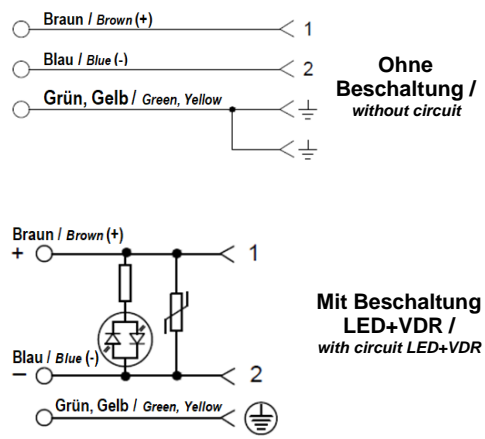 Braun / Brown (+)
1
Blau / Blue (-)
2
Grün, Gelb / Green, Yellow
Ohne
Beschaltung /
without circuit
Braun / Brown (+)
+
1
Mit Beschaltung
LED+VDR /
with circuit LED+VDR
Blau / Blue (-)
−
2
Grün, Gelb / Green, Yellow